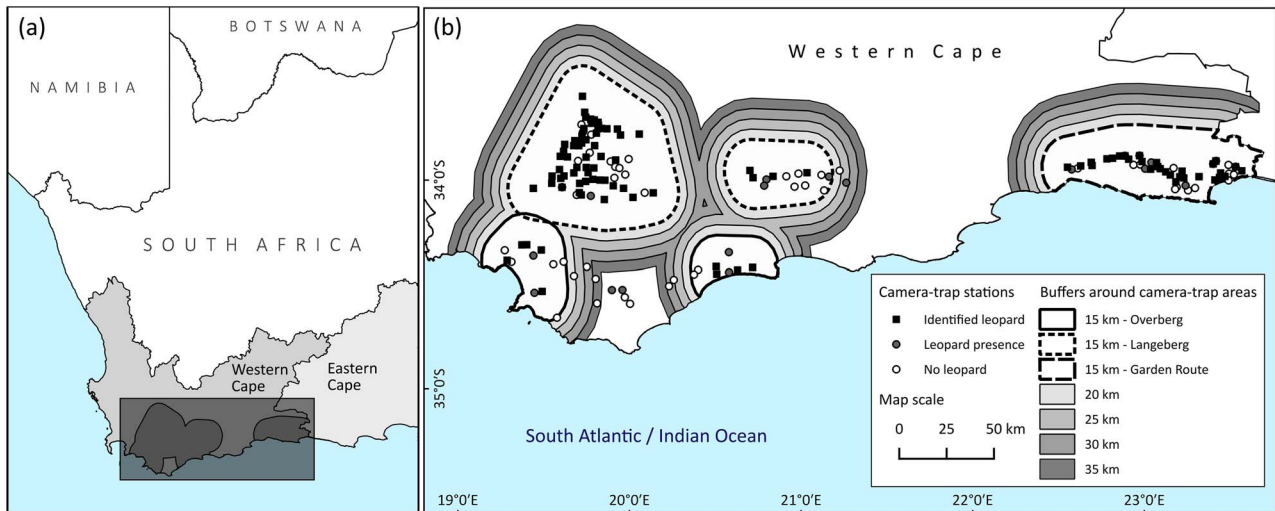 (a)
BOTSWANA
NAMIBIA
SOUTH AFRICA
Western
Cape
Eastern
Cape
(b)
Western Cape
34°0'S
35°0'S
South Atlantic / Indian Ocean
19°0'E
20°0'E
21°0'E
22°0'E
23°0'E
Camera-trap stations
Identified leopard
Leopard presence
No leopard
Map scale
0 25 50 km
Buffers around camera-trap areas
15 km - Overberg
15 km - Langeberg
15 km - Garden Route
20 km
25 km
30 km
35 km